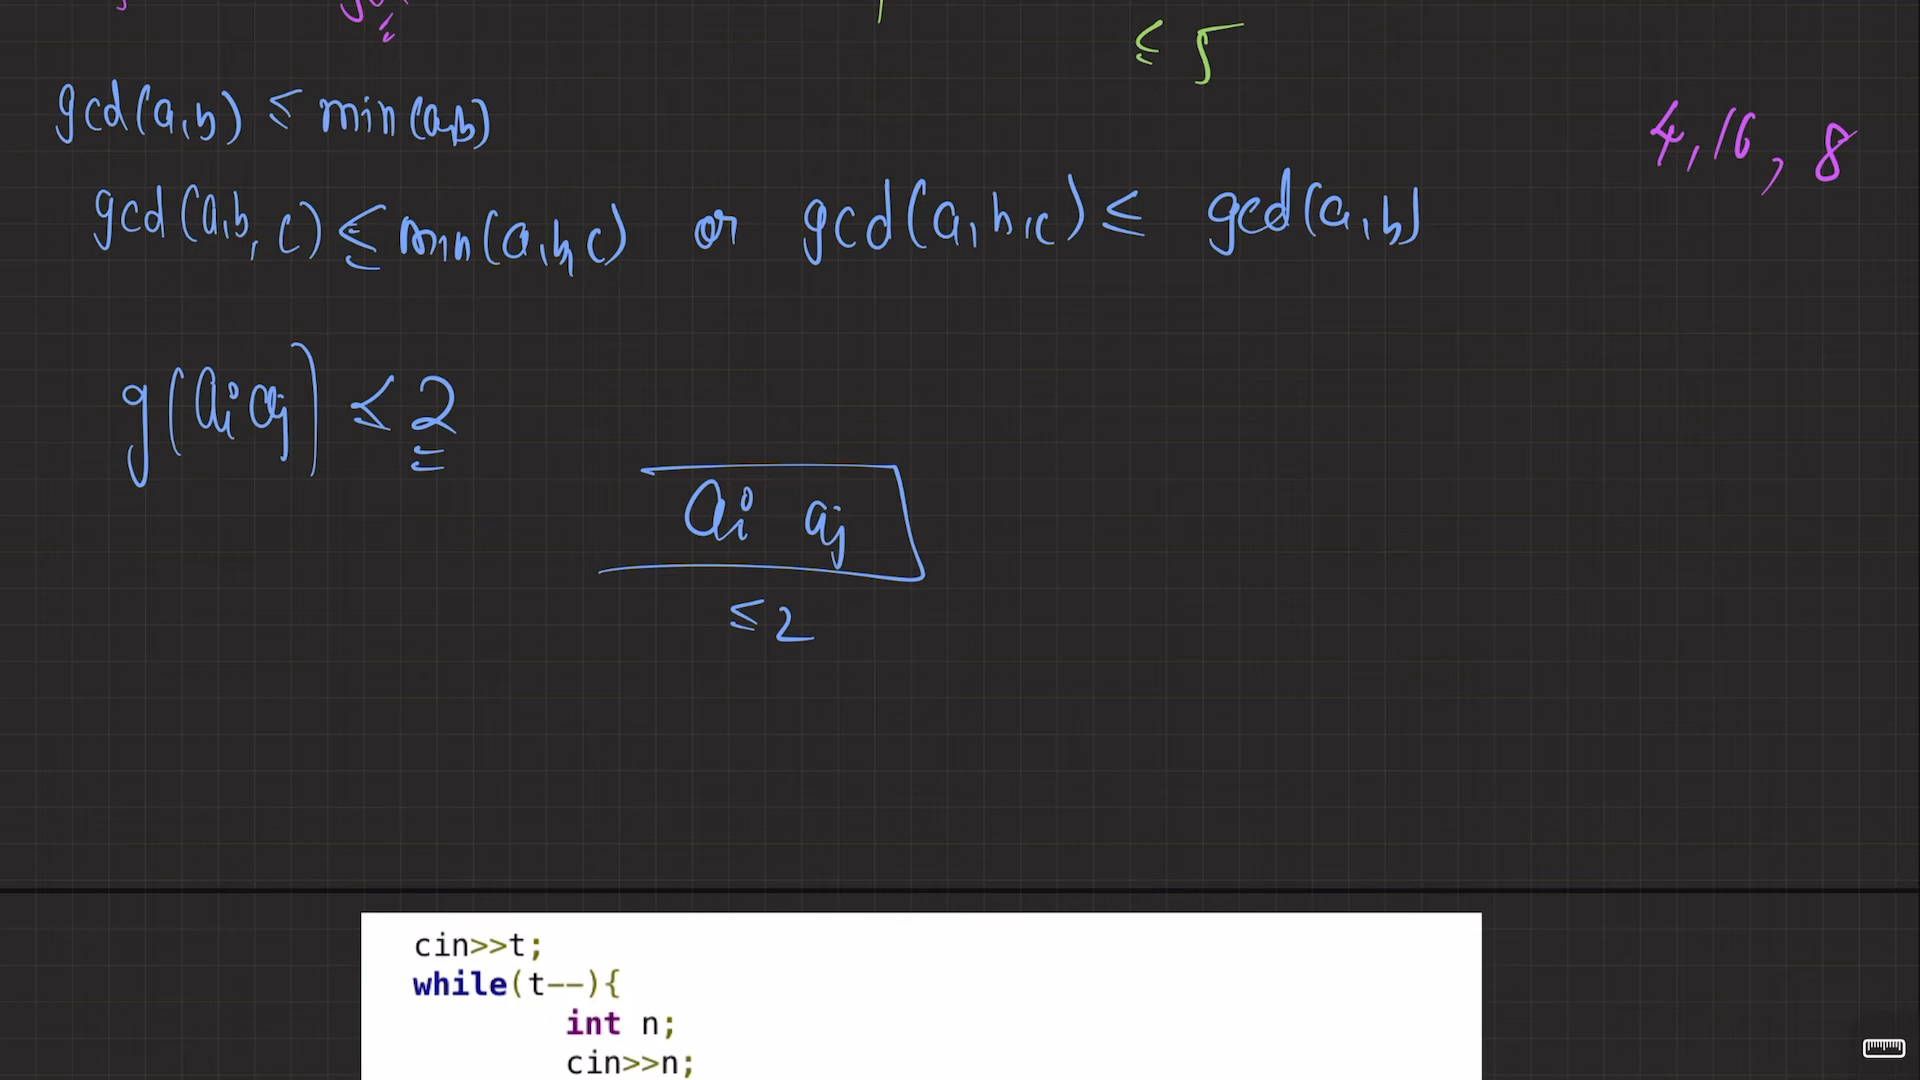 ≤ 5
gcd(a,b) ≤ min(a,b)
4, 16, 8
gcd(a,b,c) ≤ min(a,b,c) or gcd(a,b,c) ≤ gcd(a,b)
g(ai aj) ≤ 2
ai aj
≤ 2
cin>>t;
while(t--){
int n;
cin>>n;